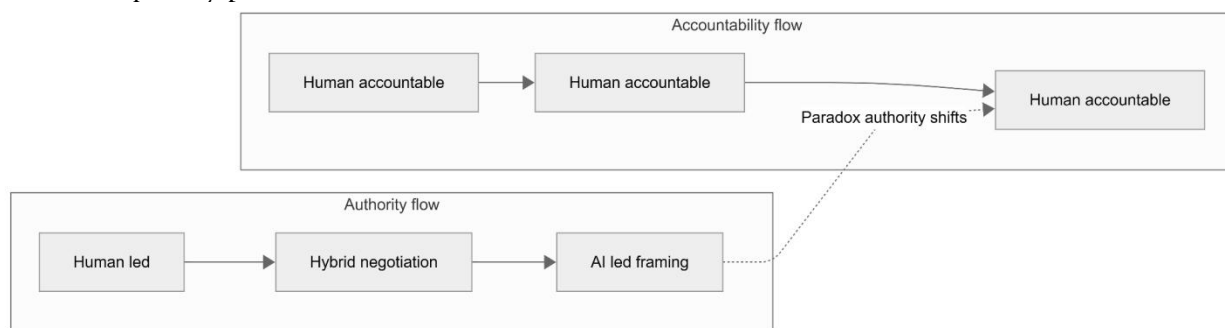 Accountability flow
Human accountable
Human accountable
Human accountable
Paradox authority shifts
Authority flow
Human led
Hybrid negotiation
AI led framing